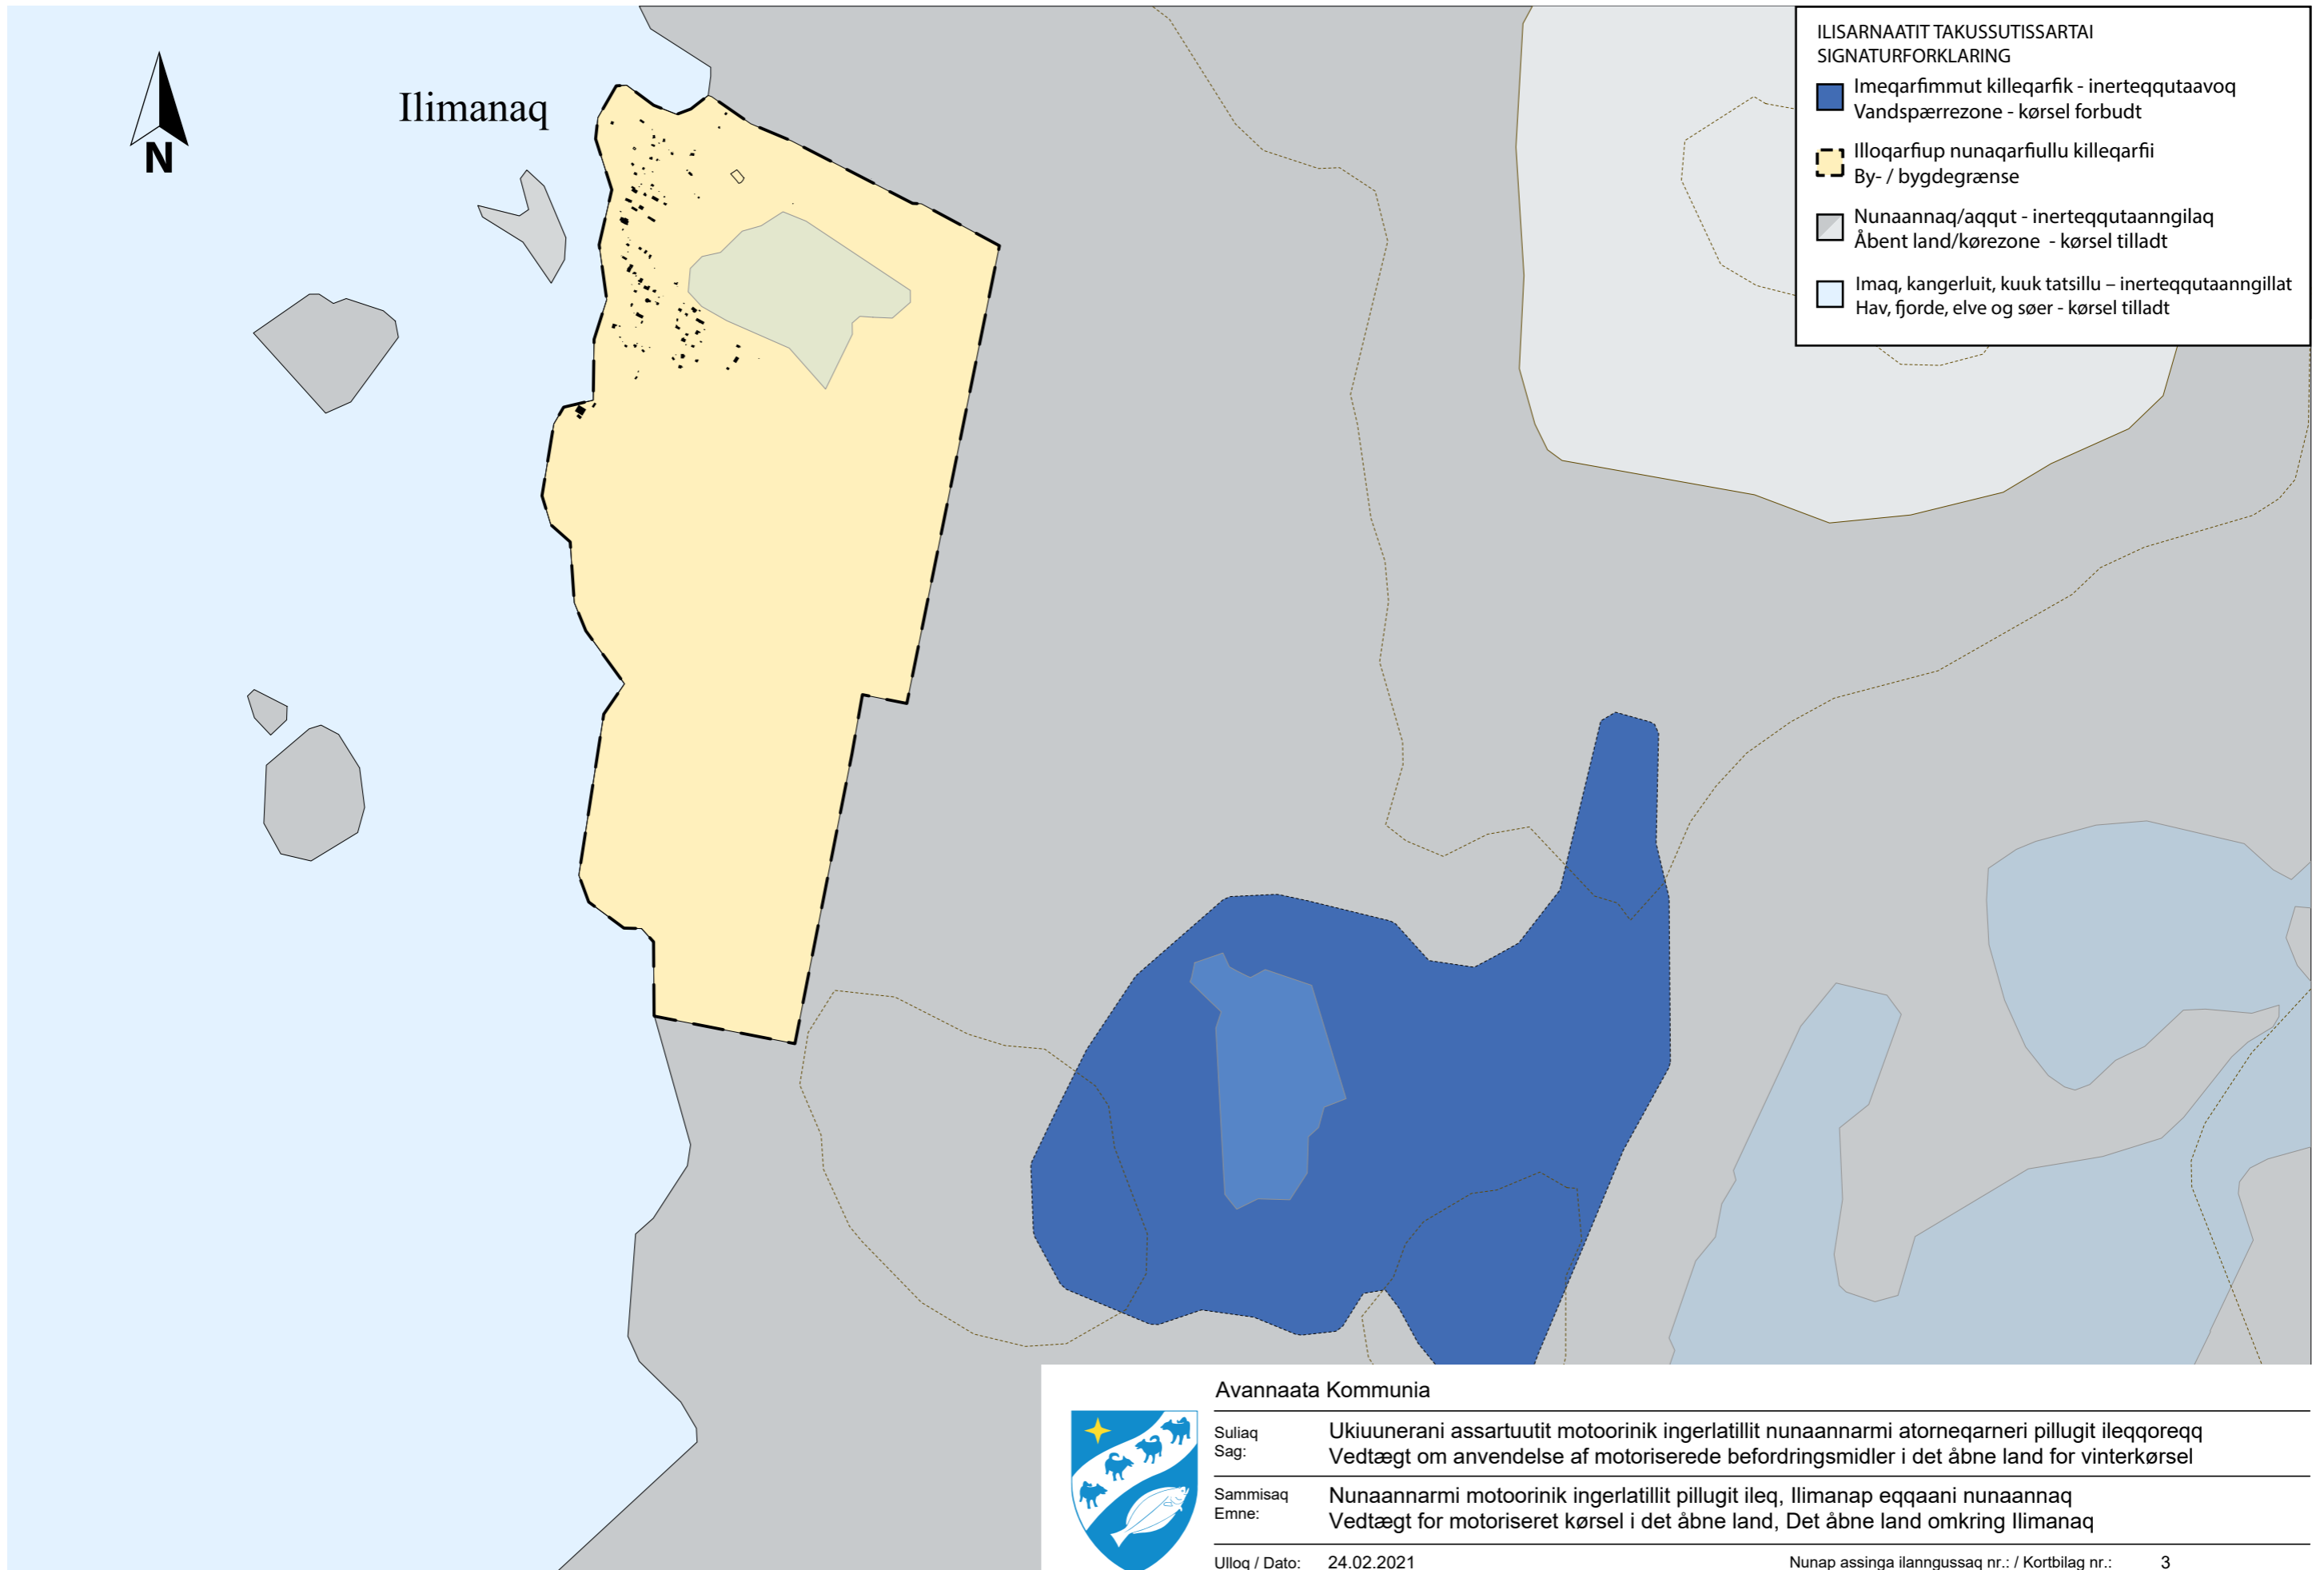 Ilimanaq
N
ILISARNAATIT TAKUSSUTISSARTAI
SIGNATURFORKLARING
Imeqarfimmut killeqarfik - inerteqqutaavoq
Vandspærrezone - kørsel forbudt
Illoqarfiup nunaqarfiullu killeqarfii
By- / bygdegrænse
Nunaannaq/aqqut - inerteqqutaanngilaq
Åbent land/kørezone - kørsel tilladt
Imaq, kangerluit, kuuk tatsillu – inerteqqutaanngillat
Hav, fjorde, elve og søer - kørsel tilladt
Avannaata Kommunia
Suliaq Ukiuunerani assartuutit motoorinik ingerlatillit nunaannarmi atorneqarneri pillugit ileqqoreqq
Sag: Vedtægt om anvendelse af motoriserede befordringsmidler i det åbne land for vinterkørsel
Sammisaq Nunaannarmi motoorinik ingerlatillit pillugit ileq, Ilimanap eqqaani nunaannaq
Emne: Vedtægt for motoriseret kørsel i det åbne land, Det åbne land omkring Ilimanaq
Ulloq / Dato: 24.02.2021 Nunap assinga ilanngussaq nr.: / Kortbilag nr.: 3